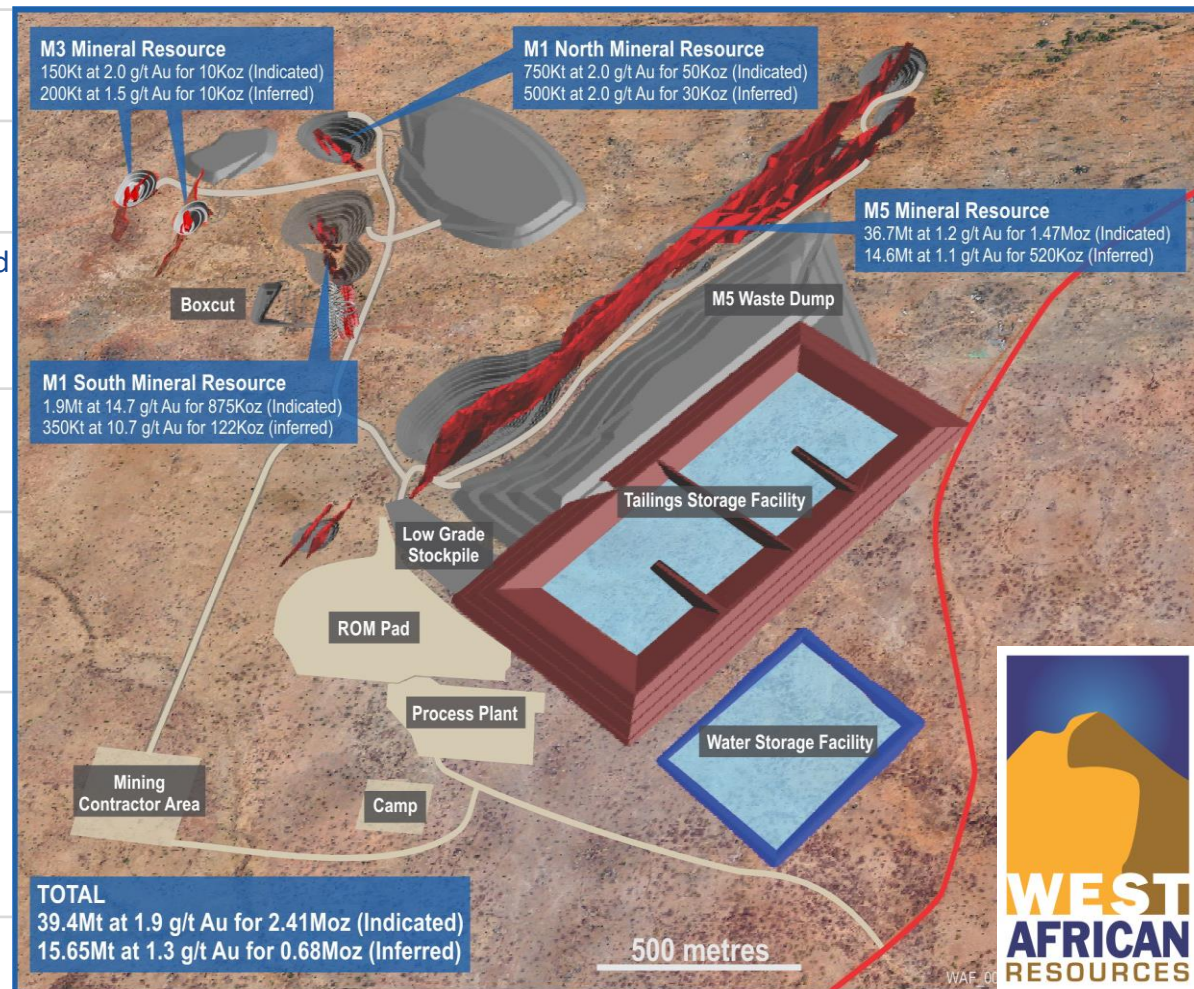 M3 Mineral Resource
150Kt at 2.0 g/t Au for 10Koz (Indicated)
200Kt at 1.5 g/t Au for 10Koz (Inferred)
M1 North Mineral Resource
750Kt at 2.0 g/t Au for 50Koz (Indicated)
500Kt at 2.0 g/t Au for 30Koz (Inferred)
M5 Mineral Resource
36.7Mt at 1.2 g/t Au for 1.47Moz (Indicated)
14.6Mt at 1.1 g/t Au for 520Koz (Inferred)
d
Boxcut
M5 Waste Dump
M1 South Mineral Resource
1.9Mt at 14.7 g/t Au for 875Koz (Indicated)
350Kt at 10.7 g/t Au for 122Koz (inferred)
Tailings Storage Facility
Low Grade
Stockpile
ROM Pad
Process Plant
Water Storage Facility
Mining
Contractor Area
Camp
TOTAL
39.4Mt at 1.9 g/t Au for 2.41Moz (Indicated)
15.65Mt at 1.3 g/t Au for 0.68Moz (Inferred)
500 metres
WAF_00
WEST
AFRICAN
RESOURCES